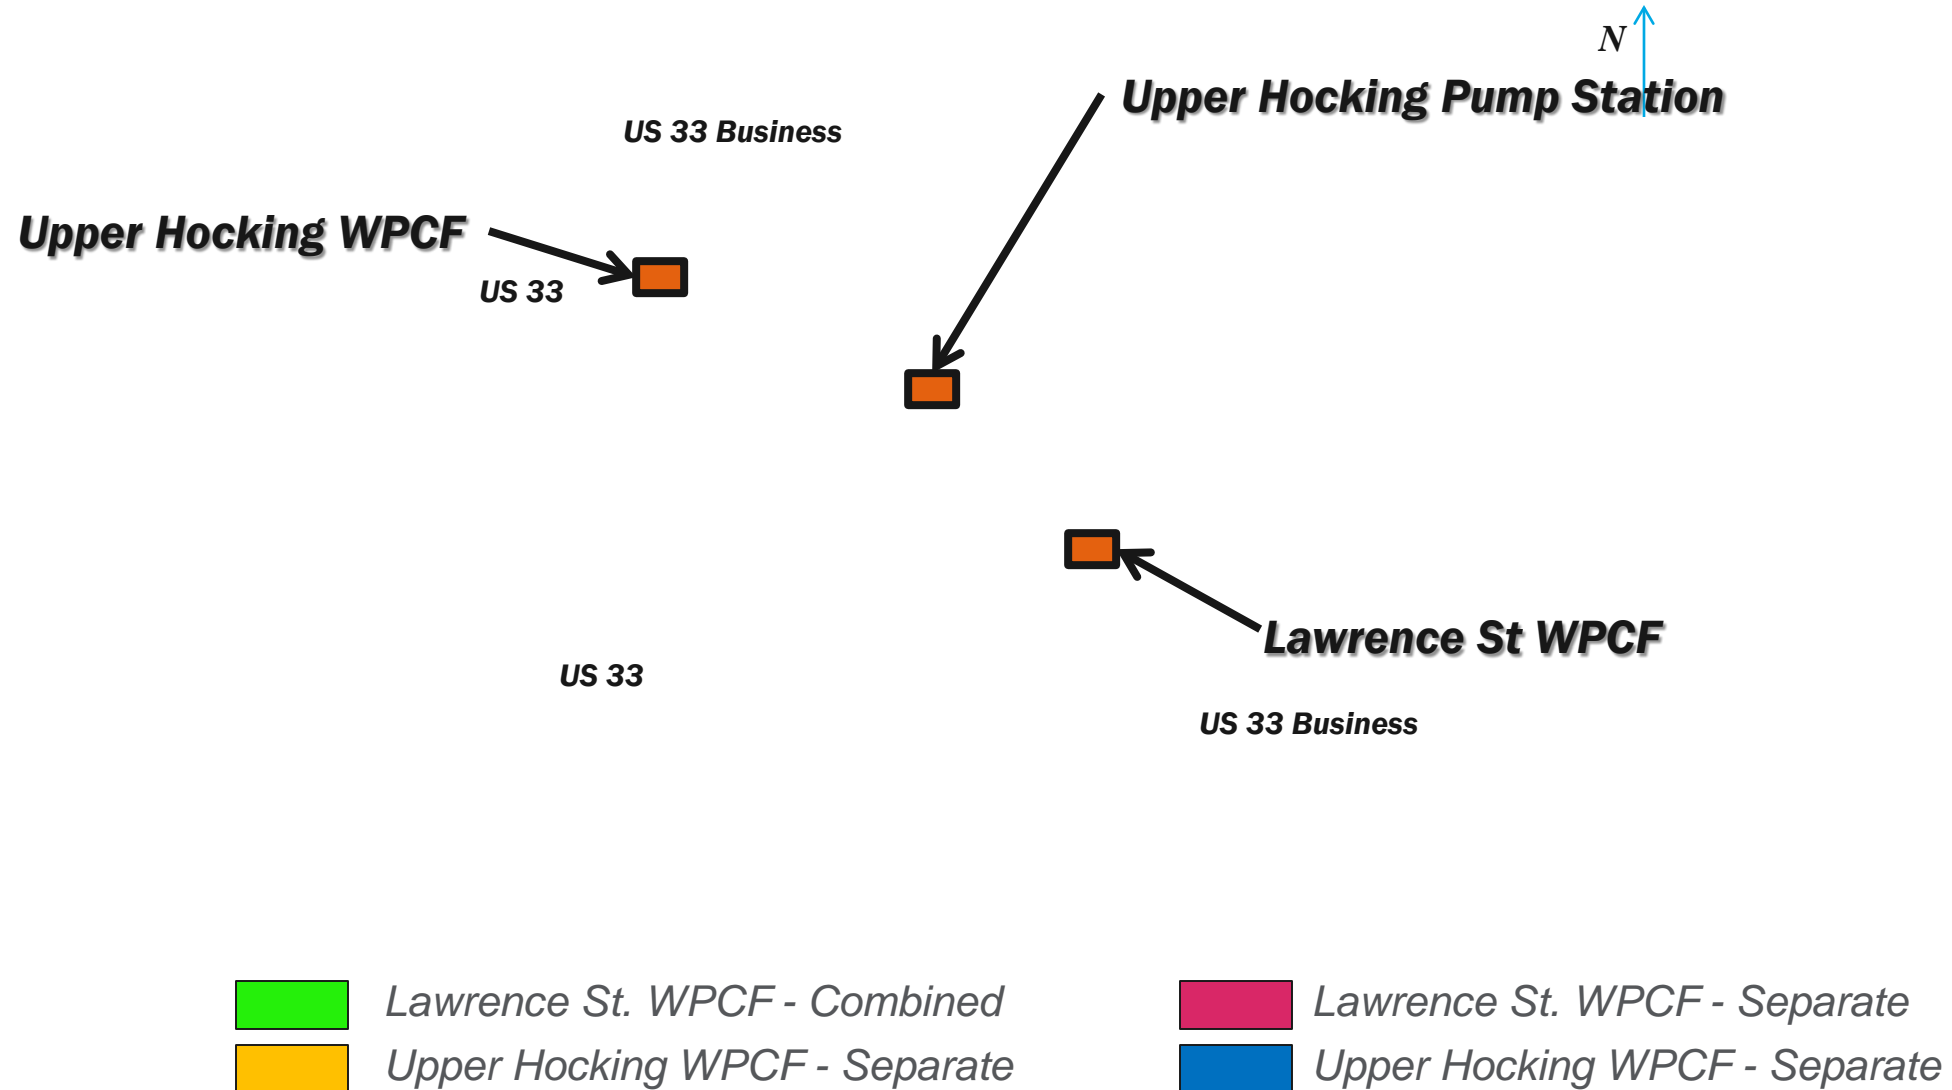 N
Upper Hocking Pump Station
US 33 Business
Upper Hocking WPCF
US 33
Lawrence St WPCF
US 33
US 33 Business
Lawrence St. WPCF - Combined
Lawrence St. WPCF - Separate
Upper Hocking WPCF - Separate
Upper Hocking WPCF - Separate